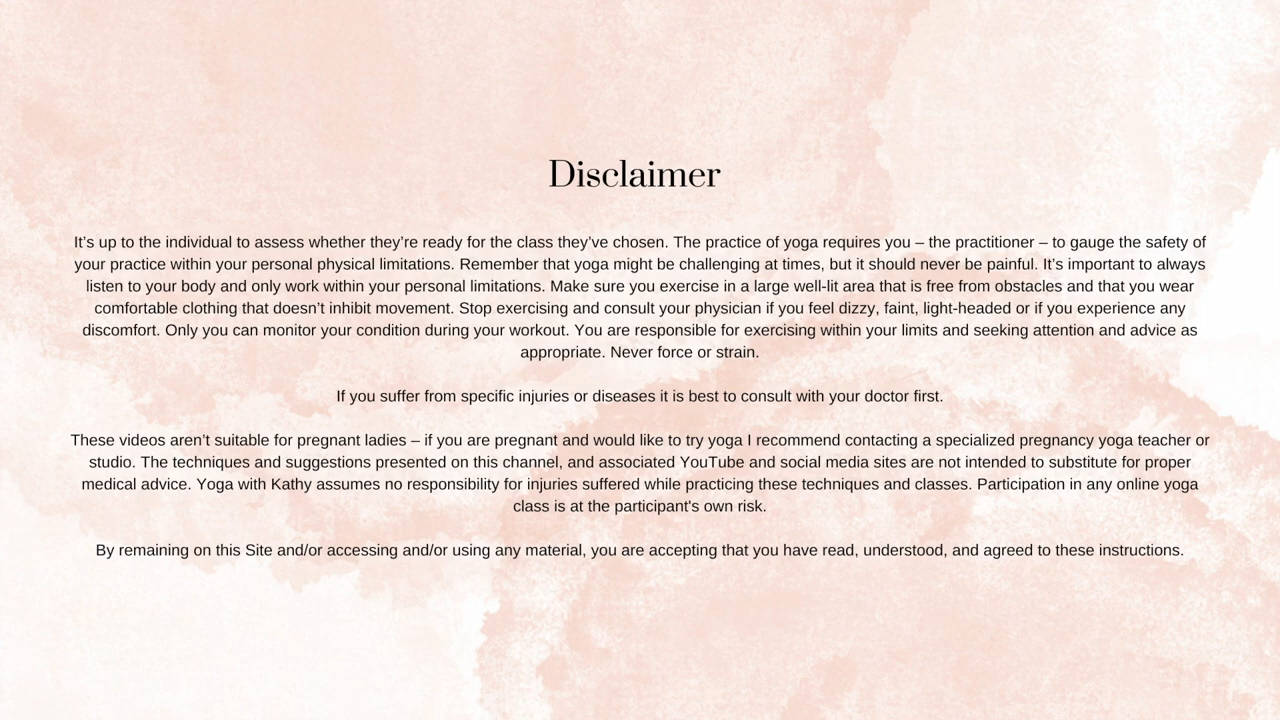 Disclaimer
It’s up to the individual to assess whether they’re ready for the class they’ve chosen. The practice of yoga requires you – the practitioner – to gauge the safety of
your practice within your personal physical limitations. Remember that yoga might be challenging at times, but it should never be painful. It’s important to always
listen to your body and only work within your personal limitations. Make sure you exercise in a large well-lit area that is free from obstacles and that you wear
comfortable clothing that doesn’t inhibit movement. Stop exercising and consult your physician if you feel dizzy, faint, light-headed or if you experience any
discomfort. Only you can monitor your condition during your workout. You are responsible for exercising within your limits and seeking attention and advice as
appropriate. Never force or strain.
If you suffer from specific injuries or diseases it is best to consult with your doctor first.
These videos aren’t suitable for pregnant ladies – if you are pregnant and would like to try yoga I recommend contacting a specialized pregnancy yoga teacher or
studio. The techniques and suggestions presented on this channel, and associated YouTube and social media sites are not intended to substitute for proper
medical advice. Yoga with Kathy assumes no responsibility for injuries suffered while practicing these techniques and classes. Participation in any online yoga
class is at the participant's own risk.
By remaining on this Site and/or accessing and/or using any material, you are accepting that you have read, understood, and agreed to these instructions.